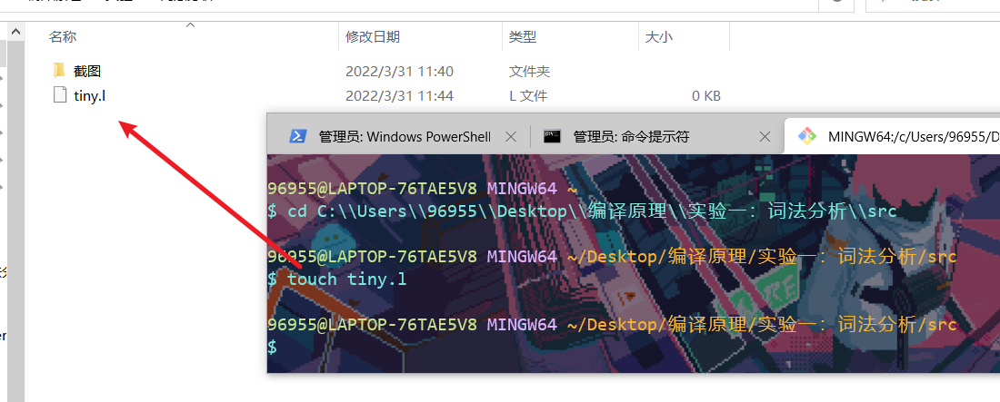 名称 修改日期 类型 大小
截图 2022/3/31 11:40 文件夹
tiny.l 2022/3/31 11:44 L 文件 0 KB
管理员: Windows PowerShell 管理员: 命令提示符 MINGW64:/c/Users/96955/D
96955@LAPTOP-76TAE5V8 MINGW64 ~
$ cd C:\\Users\\96955\\Desktop\\编译原理\\实验一：词法分析\\src
96955@LAPTOP-76TAE5V8 MINGW64 ~/Desktop/编译原理/实验一：词法分析/src
$ touch tiny.l
96955@LAPTOP-76TAE5V8 MINGW64 ~/Desktop/编译原理/实验一：词法分析/src
$